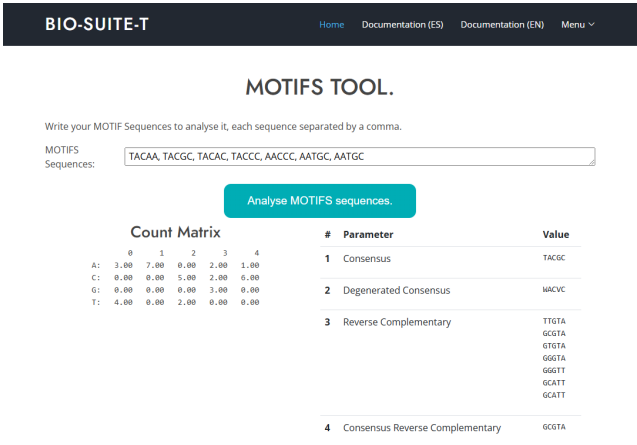 BIO-SUITE-T
Home Documentation (ES) Documentation (EN) Menu
MOTIFS TOOL.
Write your MOTIF Sequences to analyse it, each sequence separated by a comma.
MOTIFS
Sequences:
TACAA, TACGC, TACAC, TACCC, AACCC, AATGC, AATGC
Analyse MOTIFS sequences.
Count Matrix
0 1 2 3 4
A: 3.00 7.00 0.00 2.00 1.00
C: 0.00 0.00 5.00 2.00 6.00
G: 0.00 0.00 0.00 3.00 0.00
T: 4.00 0.00 2.00 0.00 0.00
# Parameter Value
1 Consensus TACGC
2 Degenerated Consensus WACVC
3 Reverse Complementary TTGTA
GCGTA
GTGTA
GGGTA
GGGTT
GCATT
GCATT
4 Consensus Reverse Complementary GCGTA